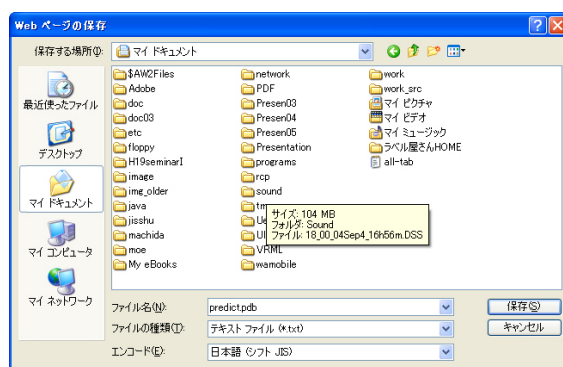 Web ページの保存
保存する場所(I):
マイ ドキュメント
最近使ったファイル
デスクトップ
マイ ドキュメント
マイ コンピュータ
マイ ネットワーク
$AW2Files
Adobe
doc
doc03
etc
floppy
H19seminarI
image
img_older
java
jisshu
machida
moe
My eBooks
network
PDF
Presen03
Presen04
Presen05
Presentation
programs
rcp
sound
VRML
wamobile
work
work_src
マイ ピクチャ
マイ ビデオ
マイ ミュージック
ラベル屋さんHOME
all-tab
サイズ: 104 MB
フォルダ: Sound
ファイル: 18_00_04Sep4_16h56m.DSS
ファイル名(N):
predict.pdb
保存(S)
ファイルの種類(T):
テキスト ファイル (*.txt)
キャンセル
エンコード(E):
日本語 (シフト JIS)